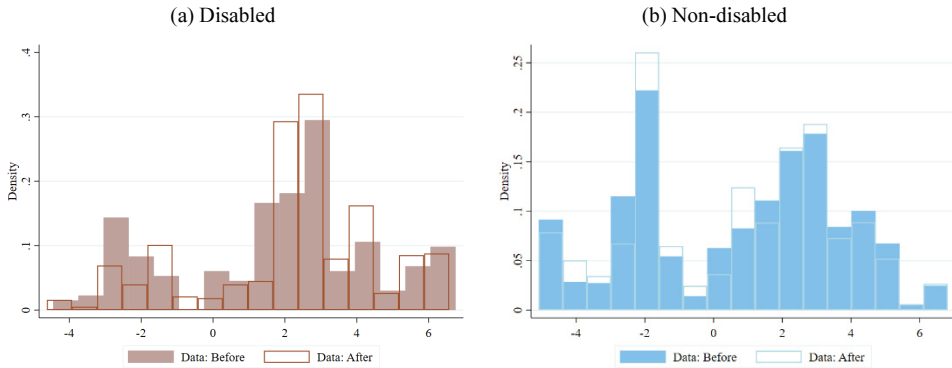 (a) Disabled
Density
0
.1
.2
.3
.4
-4
-2
0
2
4
6
Data: Before
Data: After
(b) Non-disabled
Density
0
.05
.1
.15
.2
.25
-4
-2
0
2
4
6
Data: Before
Data: After